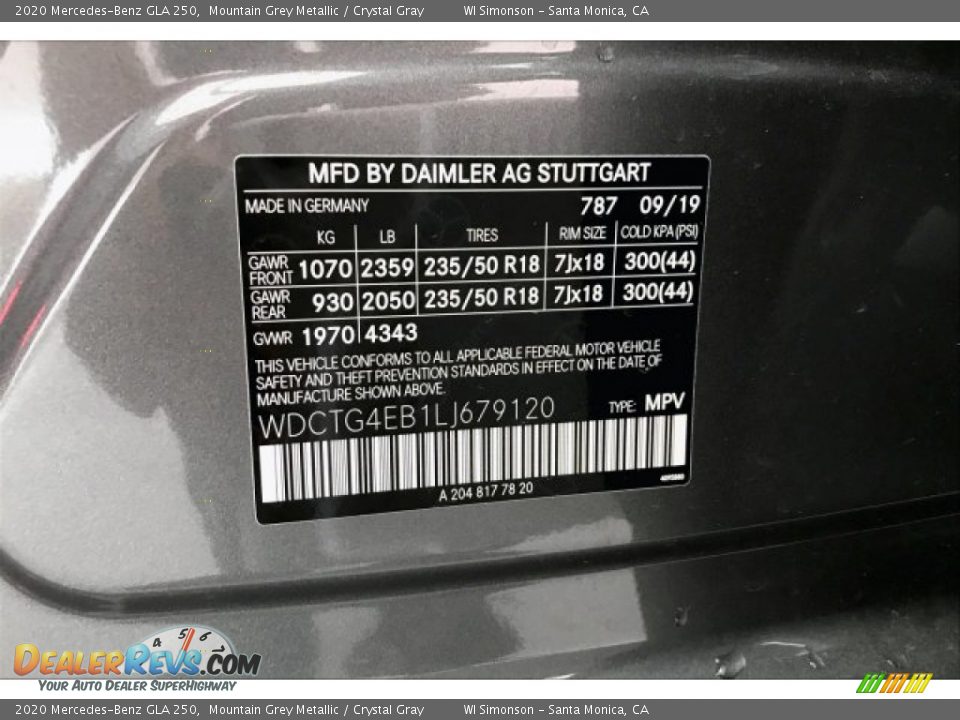 2020 Mercedes-Benz GLA 250, Mountain Grey Metallic / Crystal Gray WI Simonson - Santa Monica, CA
MFD BY DAIMLER AG STUTTGART
MADE IN GERMANY 787 09/19
KG LB TIRES RIM SIZE COLD KPA (PSI)
GAWR FRONT 1070 2359 235/50 R18 7Jx18 300(44)
GAWR REAR 930 2050 235/50 R18 7Jx18 300(44)
GVWR 1970 4343
THIS VEHICLE CONFORMS TO ALL APPLICABLE FEDERAL MOTOR VEHICLE
SAFETY AND THEFT PREVENTION STANDARDS IN EFFECT ON THE DATE OF
MANUFACTURE SHOWN ABOVE.
WDCTG4EB1LJ679120 TYPE: MPV
A 204 817 78 20
4 5 6 7
DEALERREVS.COM
YOUR AUTO DEALER SUPERHIGHWAY
2020 Mercedes-Benz GLA 250, Mountain Grey Metallic / Crystal Gray WI Simonson - Santa Monica, CA